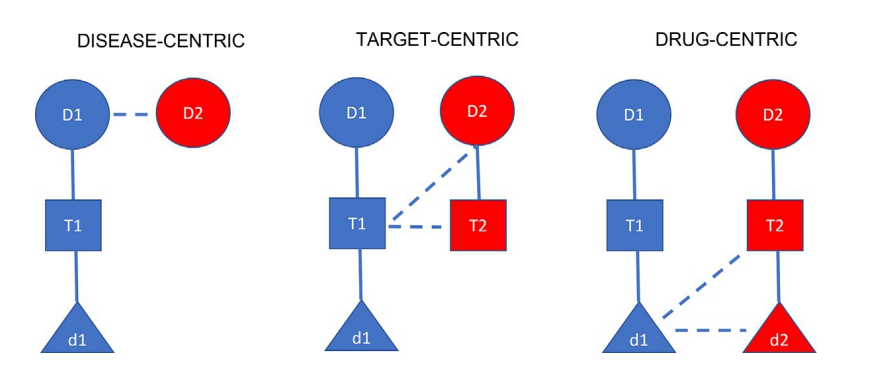 DISEASE-CENTRIC
D1 D2
T1
d1
TARGET-CENTRIC
D1 D2
T1 T2
d1
DRUG-CENTRIC
D1 D2
T1 T2
d1 d2